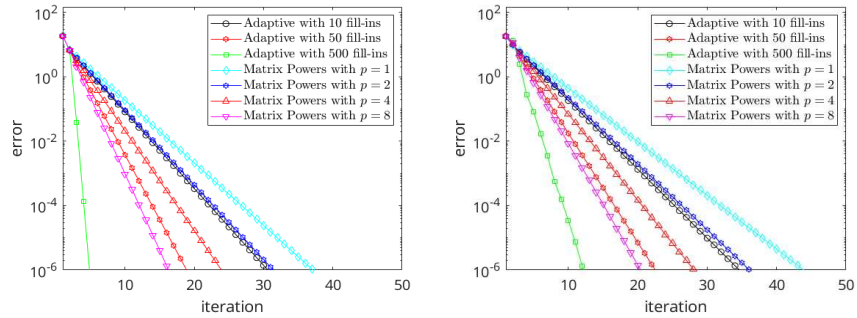 10^2
10^0
10^-2
10^-4
10^-6
error
10 20 30 40 50
iteration
Adaptive with 10 fill-ins
Adaptive with 50 fill-ins
Adaptive with 500 fill-ins
Matrix Powers with p = 1
Matrix Powers with p = 2
Matrix Powers with p = 4
Matrix Powers with p = 8
10^2
10^0
10^-2
10^-4
10^-6
error
10 20 30 40 50
iteration
Adaptive with 10 fill-ins
Adaptive with 50 fill-ins
Adaptive with 500 fill-ins
Matrix Powers with p = 1
Matrix Powers with p = 2
Matrix Powers with p = 4
Matrix Powers with p = 8